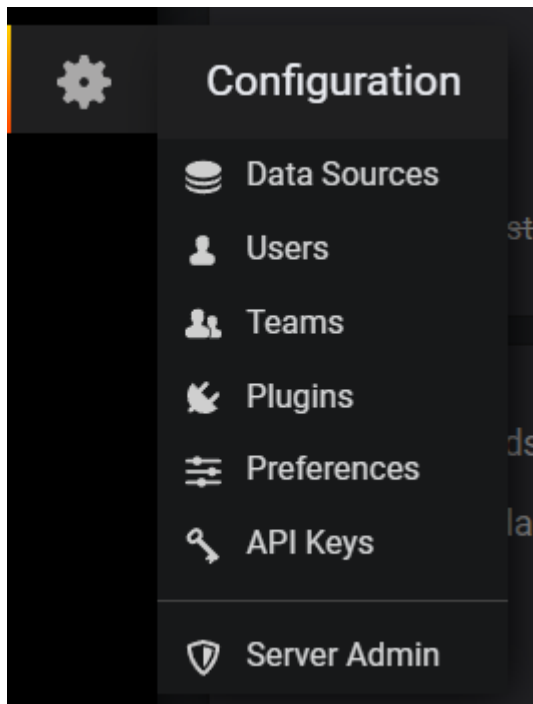 Configuration
Data Sources
Users
Teams
Plugins
Preferences
API Keys
Server Admin